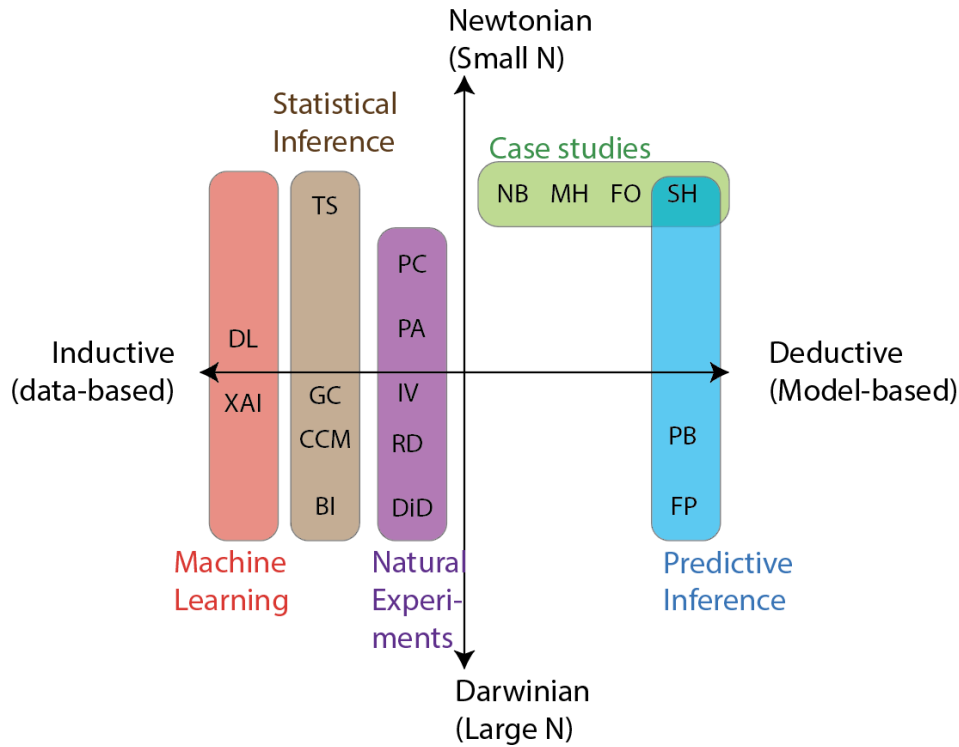 Newtonian
(Small N)
Statistical
Inference
Case studies
TS
NB MH FO SH
PC
PA
DL
Inductive
(data-based)
Deductive
(Model-based)
XAI
GC
IV
CCM
RD
PB
BI
DiD
FP
Machine
Learning
Natural
Experi-
ments
Predictive
Inference
Darwinian
(Large N)